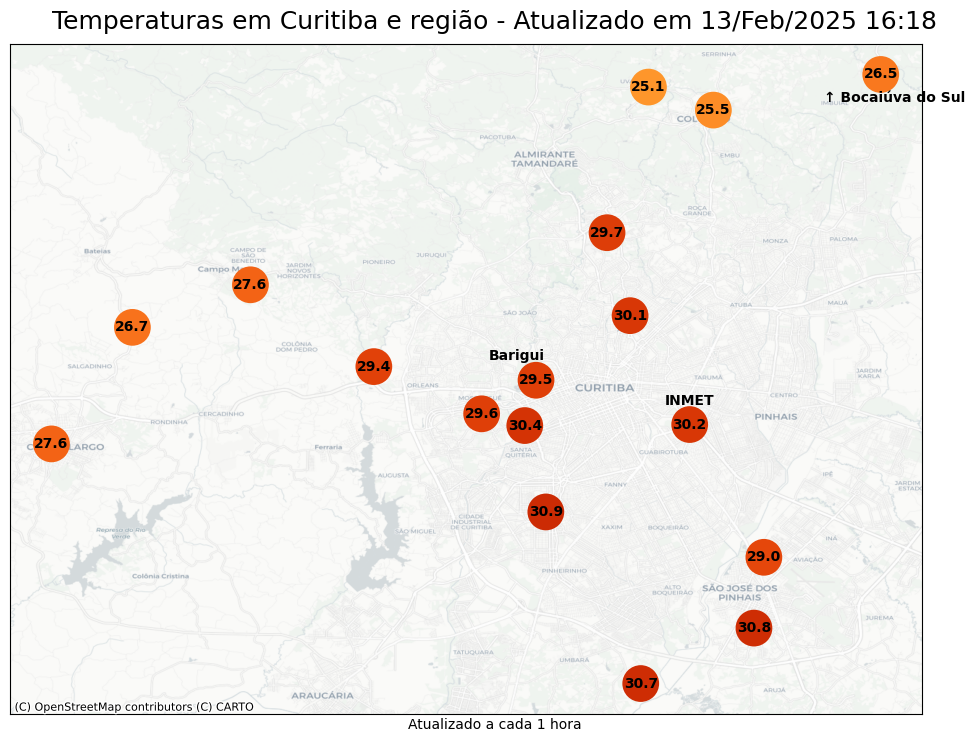 Temperaturas em Curitiba e região - Atualizado em 13/Feb/2025 16:18
SERRINHA
26.5
25.1
↑ Bocaiúva do Sul
25.5
PACOTUBA
ALMIRANTE
TAMANDARÉ
EMBU
ROÇA
GRANDE
29.7
MONZA
PALOMA
Bateias
CAMPO DE
SÃO
BENEDITO
JURUQUI
PIONEIRO
JARDIM
NOVOS
HORIZONTES
27.6
26.7
MAUÁ
ATUBA
SÃO JOÃO
30.1
COLÔNIA
DOM PEDRO
Barigui
SALGADINHO
29.4
JARDIM
KARLA
TARUMÃ
29.5
ORLEANS
CURITIBA
CENTRO
INMET
29.6
CERCADINHO
RONDINHA
30.4
30.2
PINHAIS
27.6
Ferraria
SANTA
QUITÉRIA
CUABIROTUBA
AUGUSTA
IPÊ
FANNY
JARDIM
ESTADO
30.9
CIDADE
INDUSTRIAL
DE CURITIBA
SÃO MIGUEL
XAXIM
BOQUEIRÃO
Represa do Rio
Verde
INÁ
29.0
AVIAÇÃO
Colônia Cristina
PINHEIRINHO
ALTO
BOQUEIRÃO
SÃO JOSÉ DOS
PINHAIS
30.8
JUREMA
TATUQUARA
UMBARÁ
30.7
ARAUCÁRIA
ARUJÁ
(C) OpenStreetMap contributors (C) CARTO
Atualizado a cada 1 hora